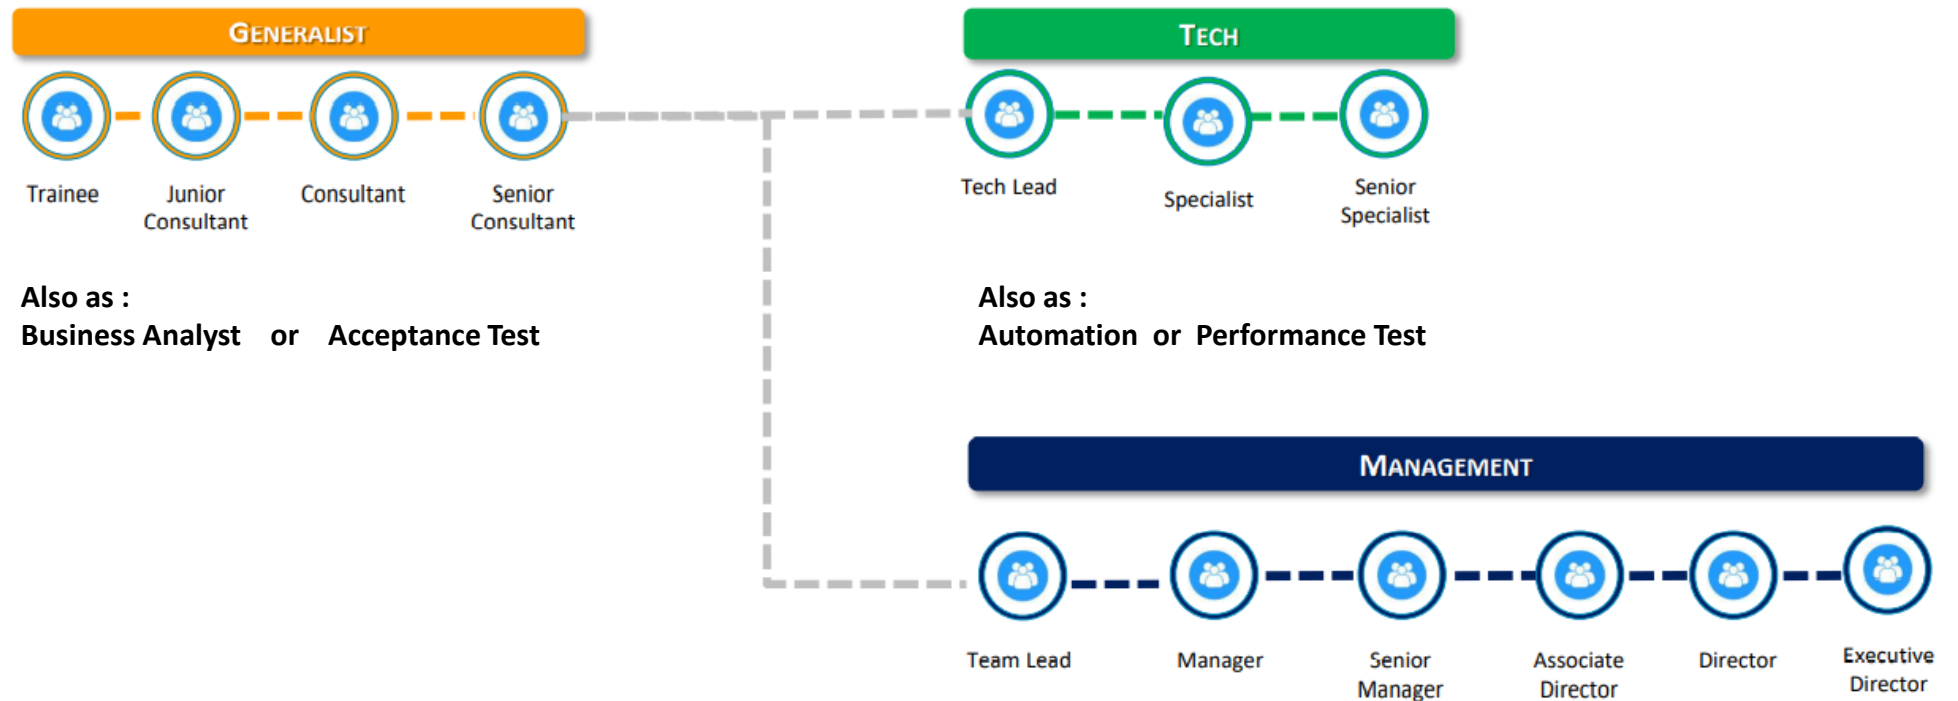 GENERALIST
Trainee
Junior
Consultant
Consultant
Senior
Consultant
Also as :
Business Analyst or Acceptance Test
TECH
Tech Lead
Specialist
Senior
Specialist
Also as :
Automation or Performance Test
MANAGEMENT
Team Lead
Manager
Senior
Manager
Associate
Director
Director
Executive
Director